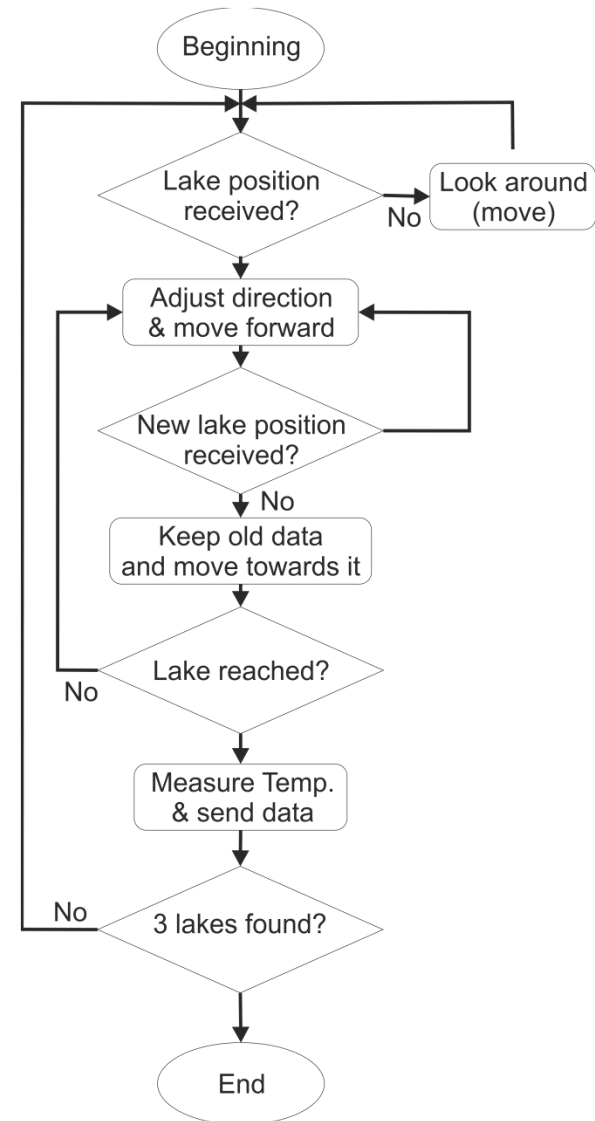 Beginning
Lake position
received?
No
Look around
(move)
Adjust direction
& move forward
New lake position
received?
No
Keep old data
and move towards it
Lake reached?
No
Measure Temp.
& send data
No
3 lakes found?
End